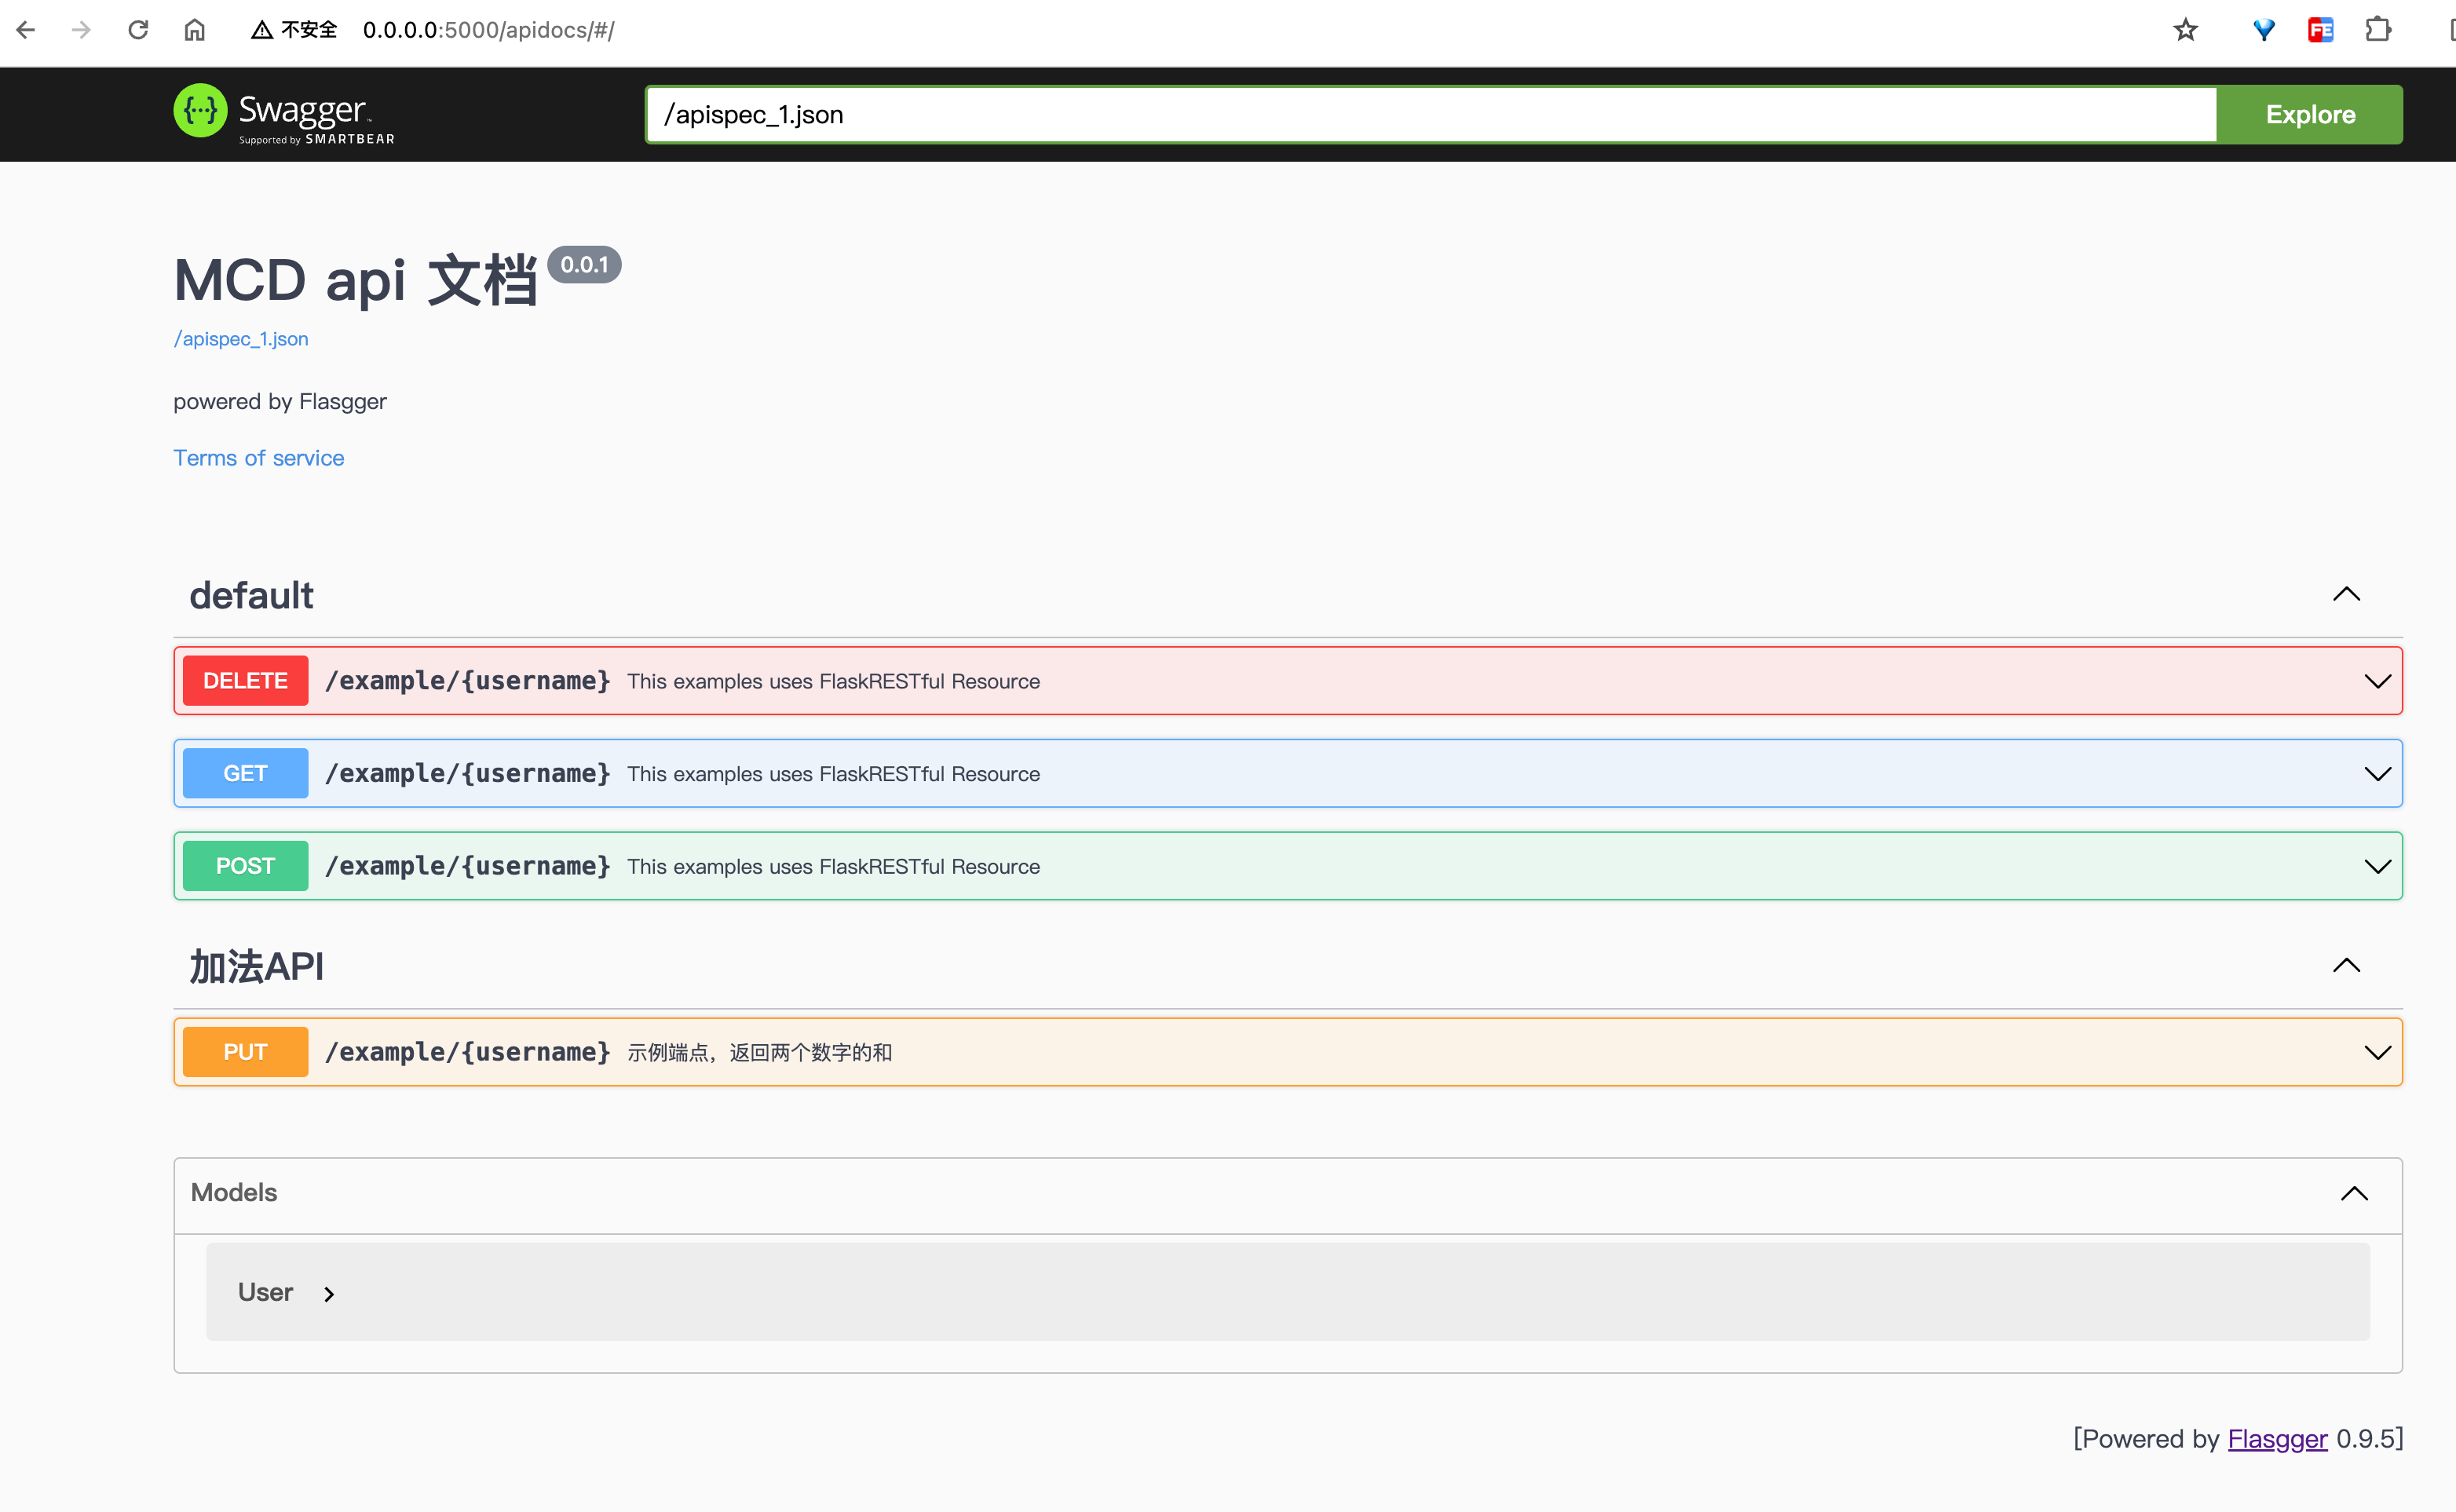 不安全 0.0.0.0:5000/apidocs/#/
FE
{···} Swagger™
Supported by SMARTBEAR
/apispec_1.json Explore
MCD api 文档 0.0.1
/apispec_1.json
powered by Flasgger
Terms of service
default
DELETE /example/{username} This examples uses FlaskRESTful Resource
GET /example/{username} This examples uses FlaskRESTful Resource
POST /example/{username} This examples uses FlaskRESTful Resource
加法API
PUT /example/{username} 示例端点，返回两个数字的和
Models
User
[Powered by Flasgger 0.9.5]